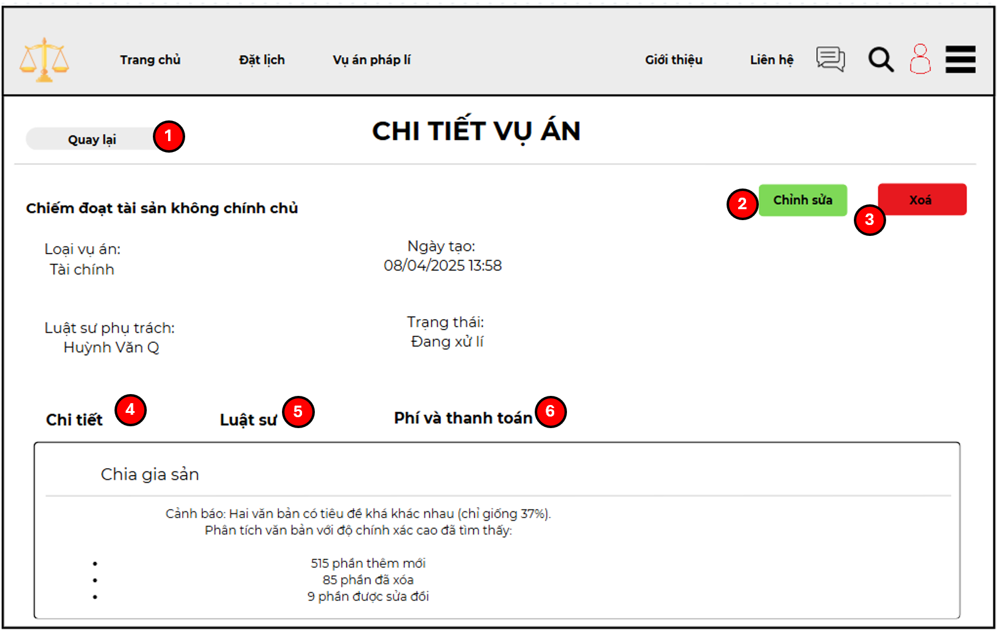 Trang chủ Đặt lịch Vụ án pháp lí Giới thiệu Liên hệ
Quay lại 1 CHI TIẾT VỤ ÁN
Chiếm đoạt tài sản không chính chủ 2 Chỉnh sửa 3 Xoá
Loại vụ án: Ngày tạo:
Tài chính 08/04/2025 13:58
Luật sư phụ trách: Trạng thái:
Huỳnh Văn Q Đang xử lí
Chi tiết 4 Luật sư 5 Phí và thanh toán 6
Chia gia sản
Cảnh báo: Hai văn bản có tiêu đề khá khác nhau (chỉ giống 37%).
Phân tích văn bản với độ chính xác cao đã tìm thấy:
• 515 phần thêm mới
• 85 phần đã xóa
• 9 phần được sửa đổi